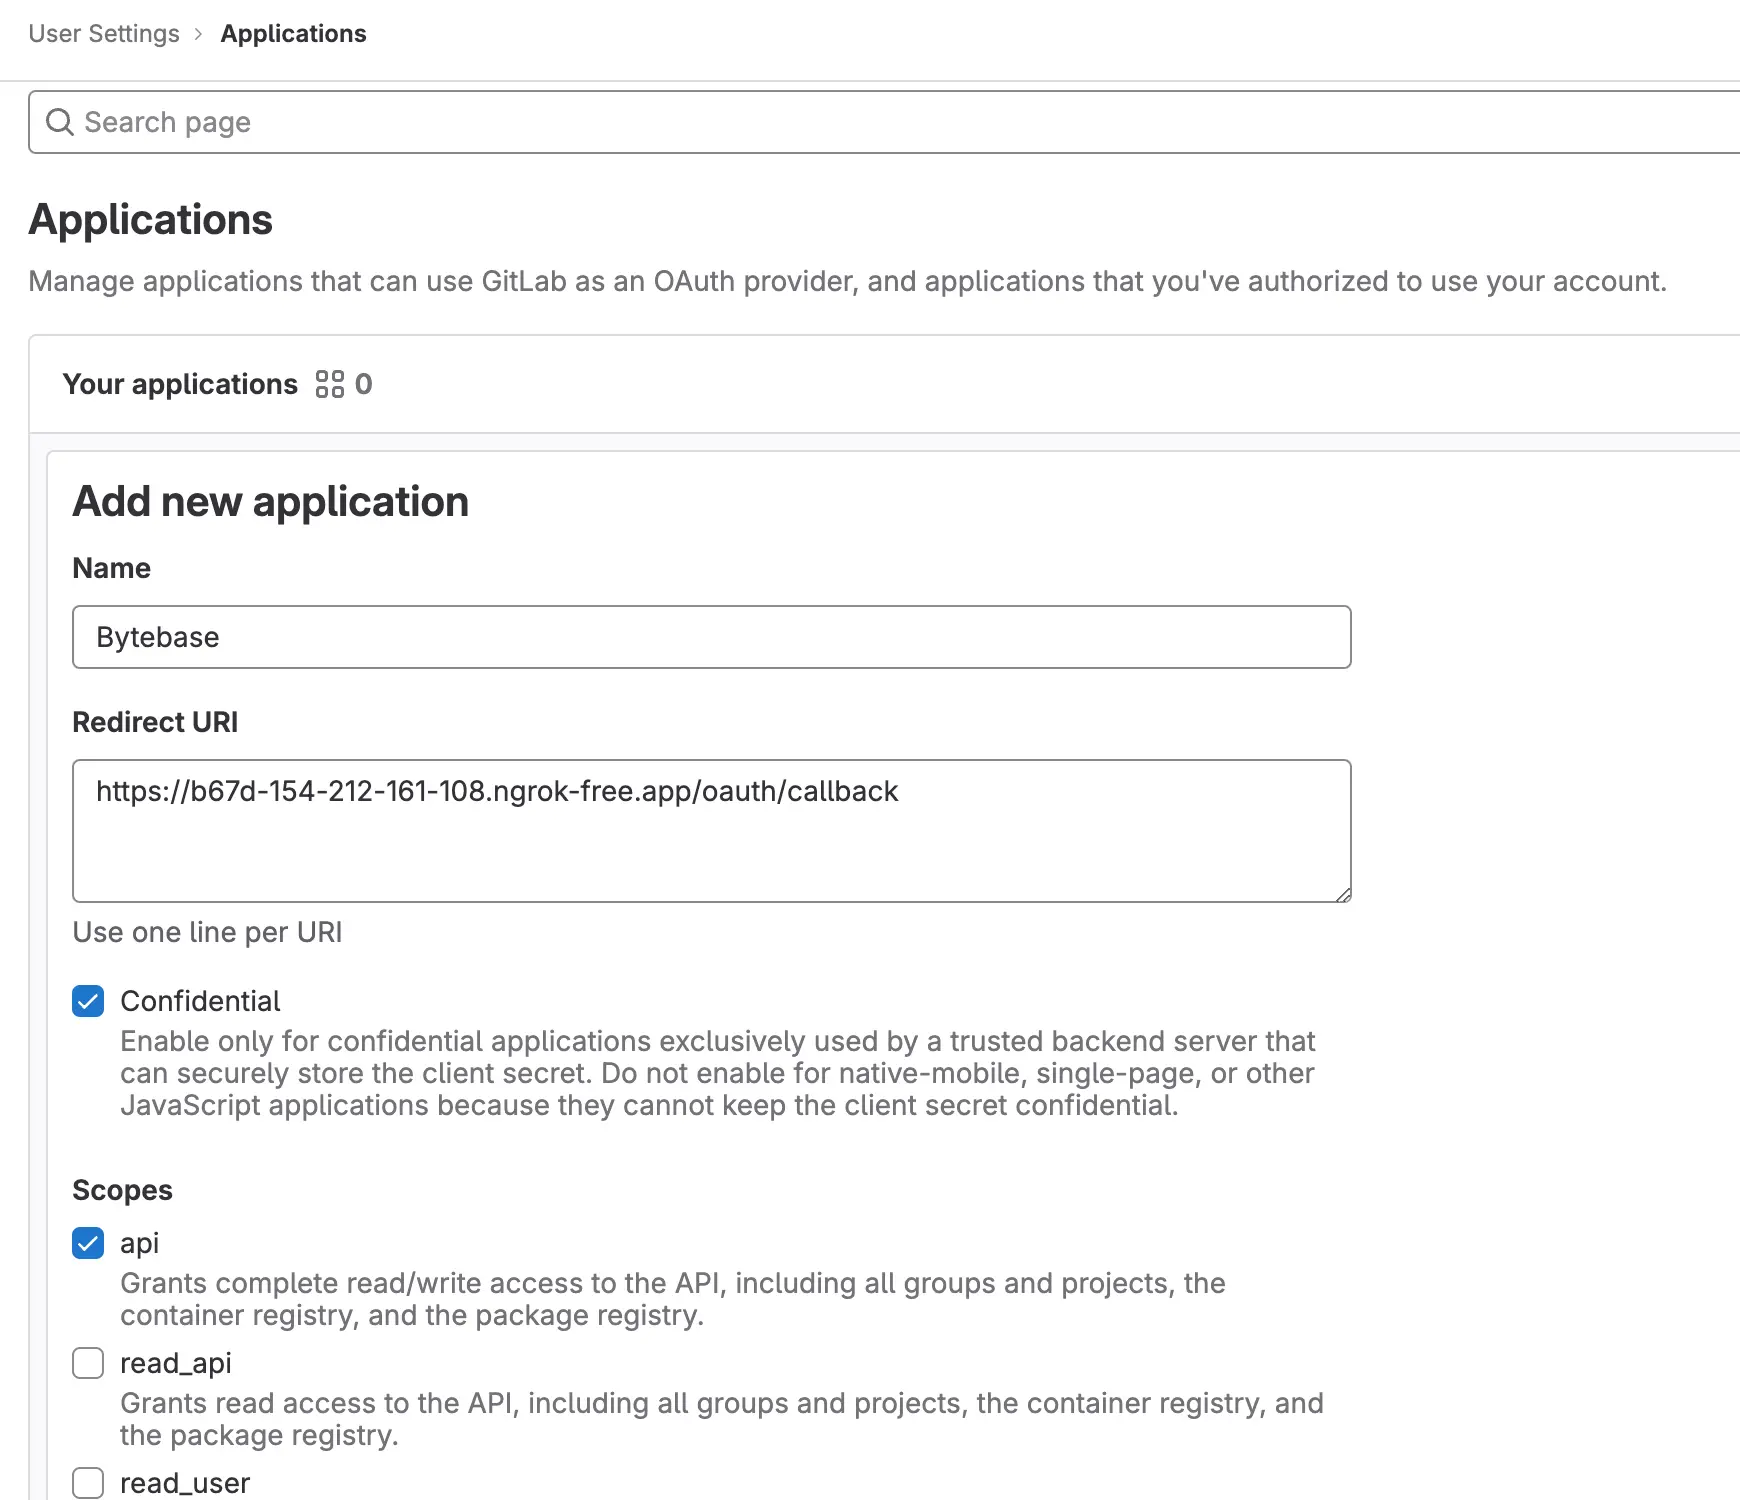 User Settings › Applications
Search page
Applications
Manage applications that can use GitLab as an OAuth provider, and applications that you've authorized to use your account.
Your applications 0
Add new application
Name
Bytebase
Redirect URI
https://b67d-154-212-161-108.ngrok-free.app/oauth/callback
Use one line per URI
Confidential
Enable only for confidential applications exclusively used by a trusted backend server that
can securely store the client secret. Do not enable for native-mobile, single-page, or other
JavaScript applications because they cannot keep the client secret confidential.
Scopes
api
Grants complete read/write access to the API, including all groups and projects, the
container registry, and the package registry.
read_api
Grants read access to the API, including all groups and projects, the container registry, and
the package registry.
read_user